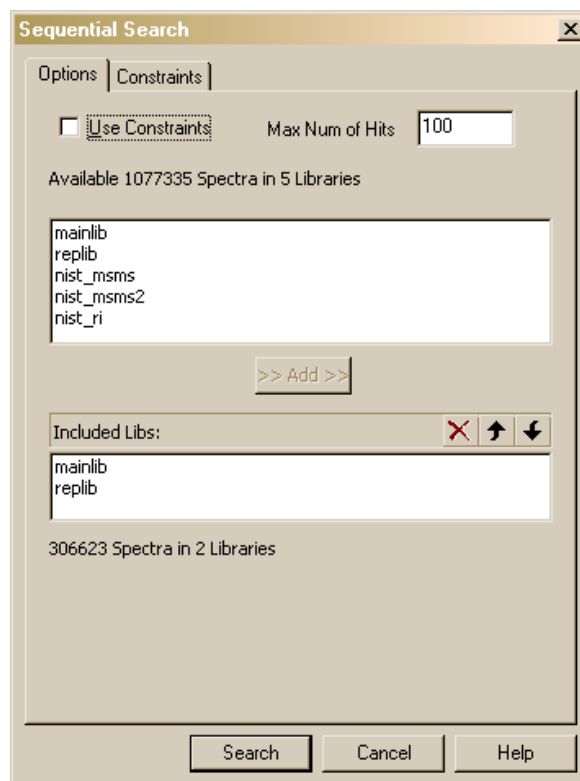 Sequential Search
Options Constraints
Use Constraints Max Num of Hits 100
Available 1077335 Spectra in 5 Libraries
mainlib
replib
nist_msms
nist_msms2
nist_ri
>> Add >>
Included Libs:
mainlib
replib
306623 Spectra in 2 Libraries
Search Cancel Help